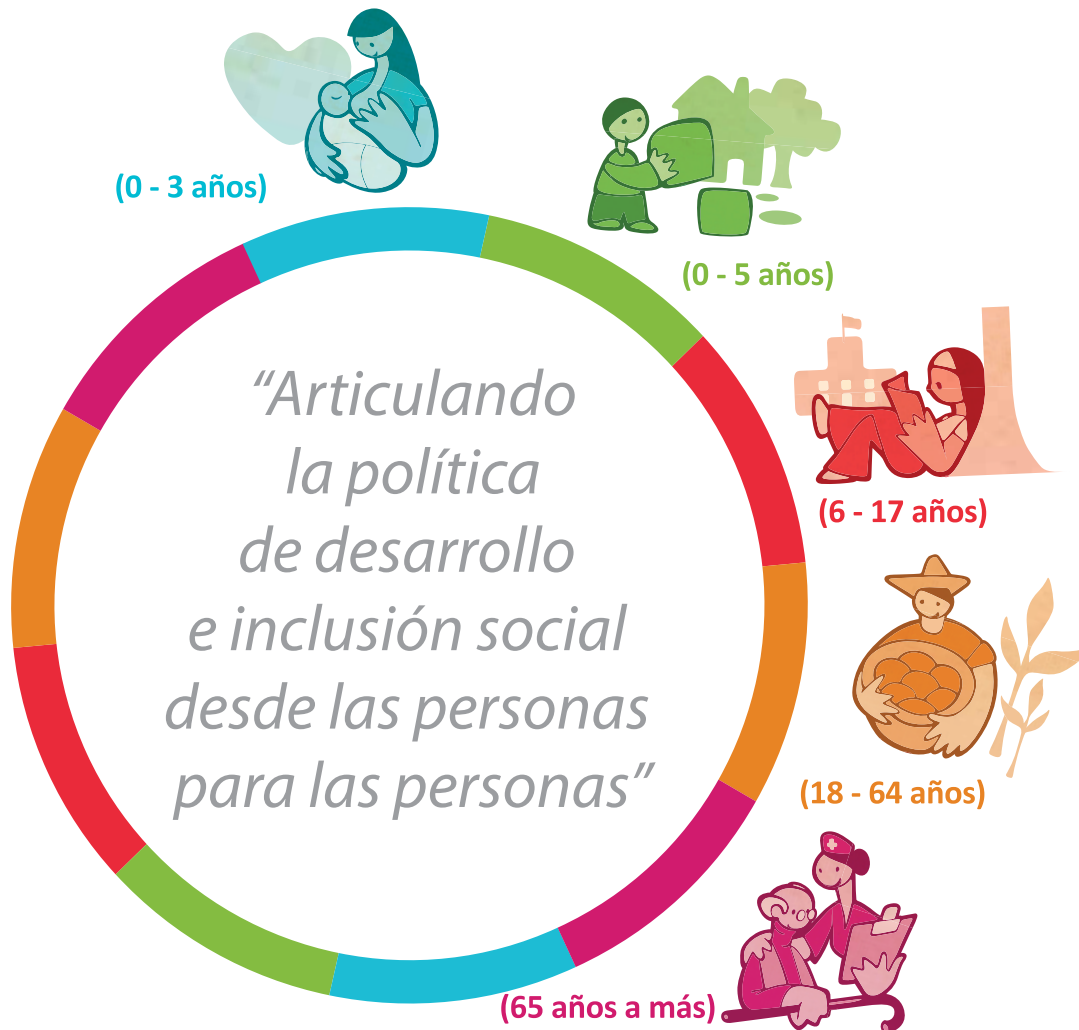 (0 - 3 años)
(0 - 5 años)
(6 - 17 años)
(18 - 64 años)
(65 años a más)
“Articulando
la política
de desarrollo
e inclusión social
desde las personas
para las personas”